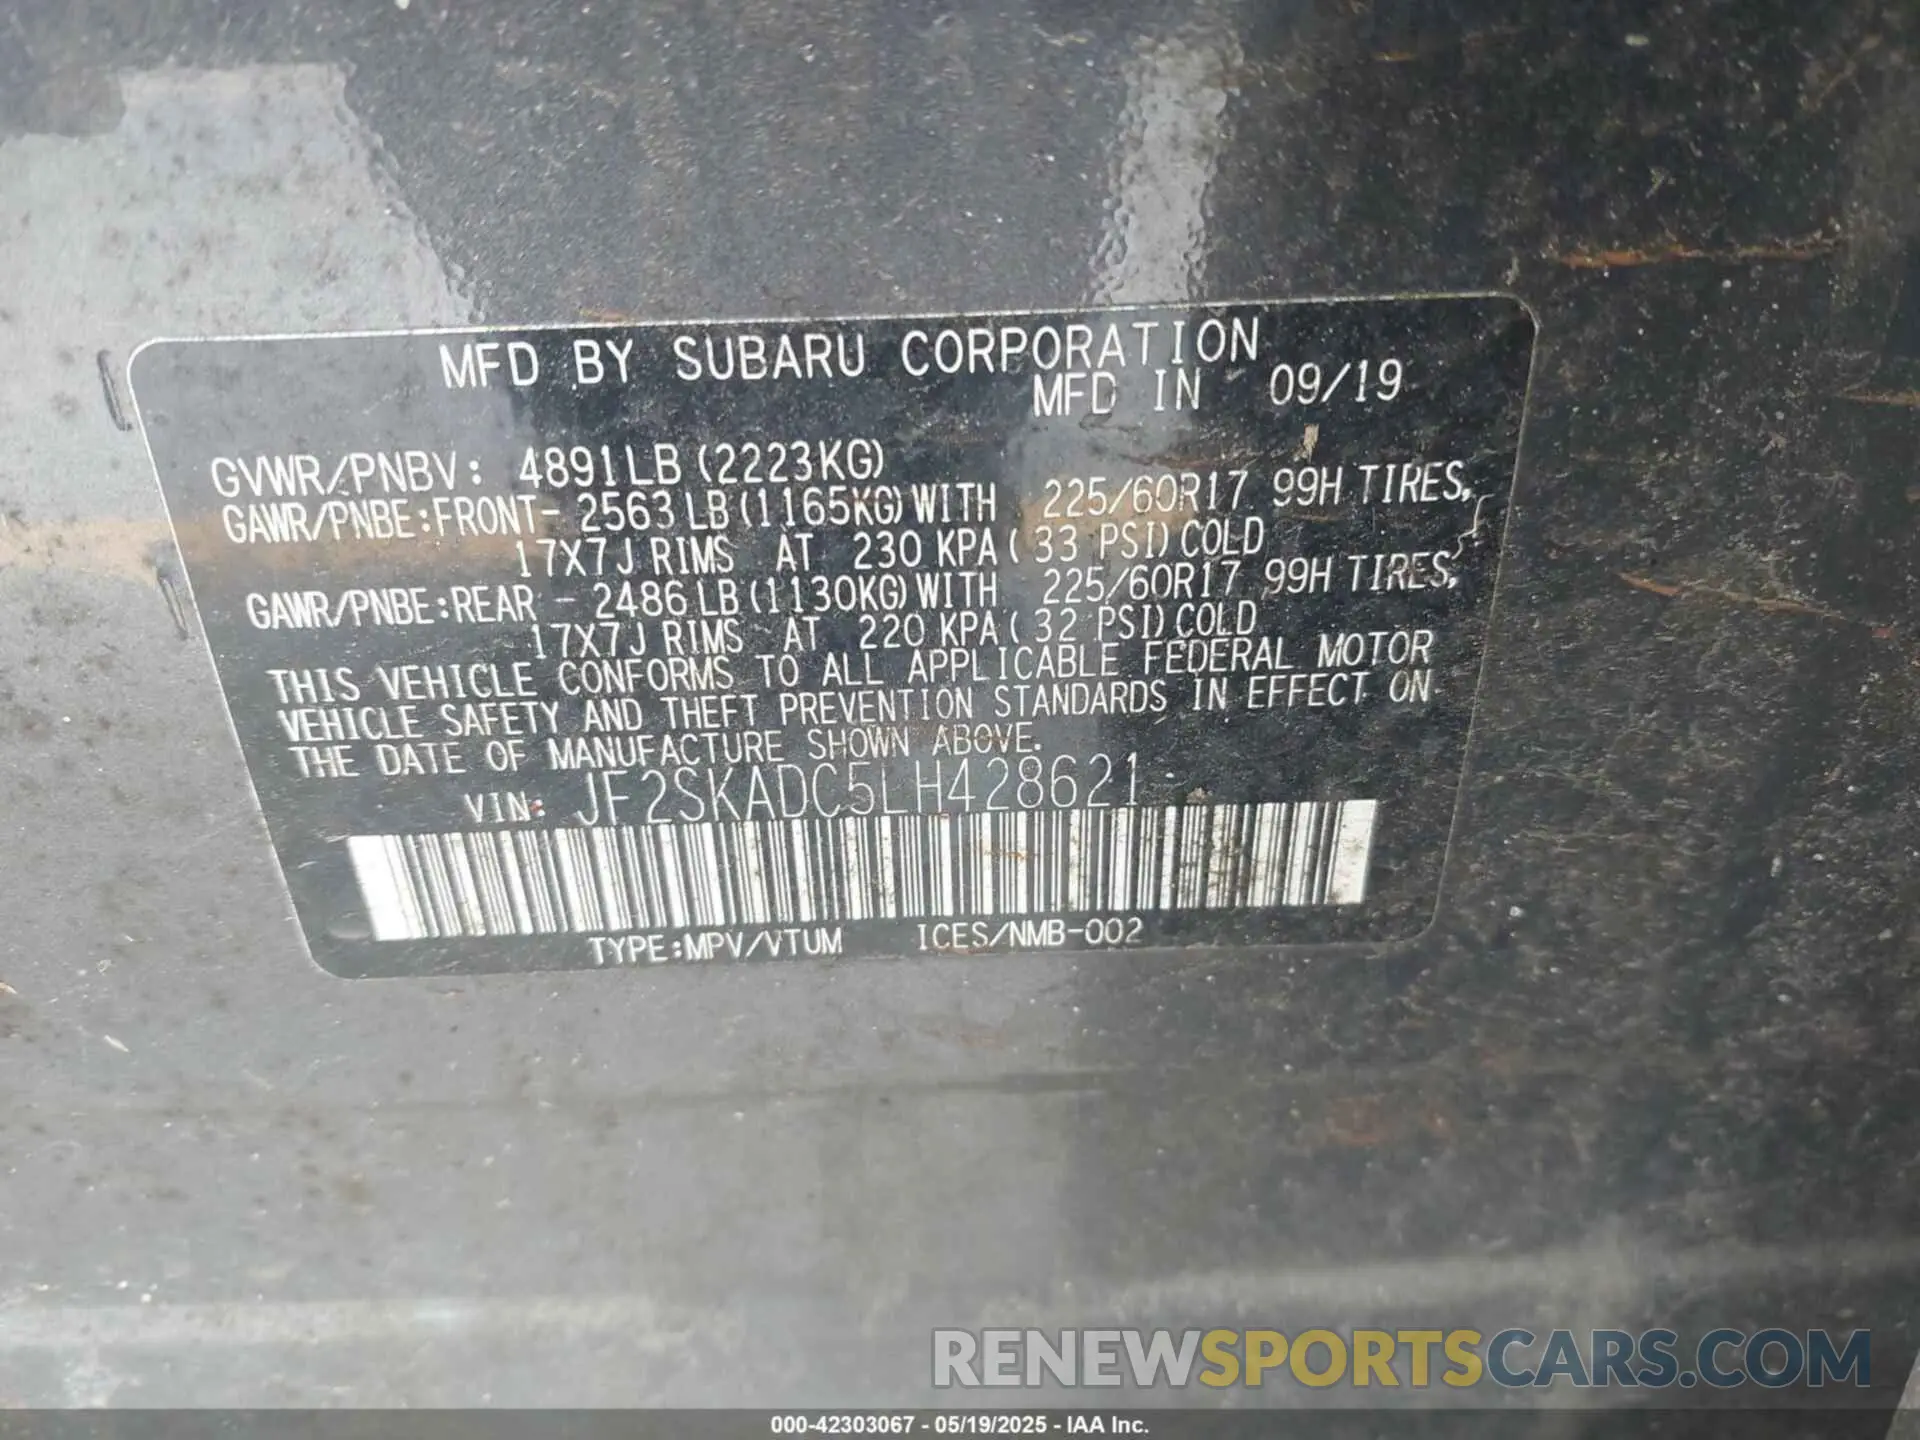 MFD BY SUBARU CORPORATION
MFD IN 09/19
GVWR/PNBV: 4891LB (2223KG)
GAWR/PNBE:FRONT- 2563LB(1165KG)WITH 225/60R17 99H TIRES,
17X7J RIMS AT 230 KPA( 33 PSI)COLD
GAWR/PNBE:REAR - 2486LB(1130KG)WITH 225/60R17 99H TIRES,
17X7J RIMS AT 220 KPA( 32 PSI)COLD
THIS VEHICLE CONFORMS TO ALL APPLICABLE FEDERAL MOTOR
VEHICLE SAFETY AND THEFT PREVENTION STANDARDS IN EFFECT ON
THE DATE OF MANUFACTURE SHOWN ABOVE.
VIN: JF2SKADC5LH428621
TYPE:MPV/VTUM ICES/NMB-002
RENEWSPORTSCARS.COM
000-42303067 - 05/19/2025 - IAA Inc.